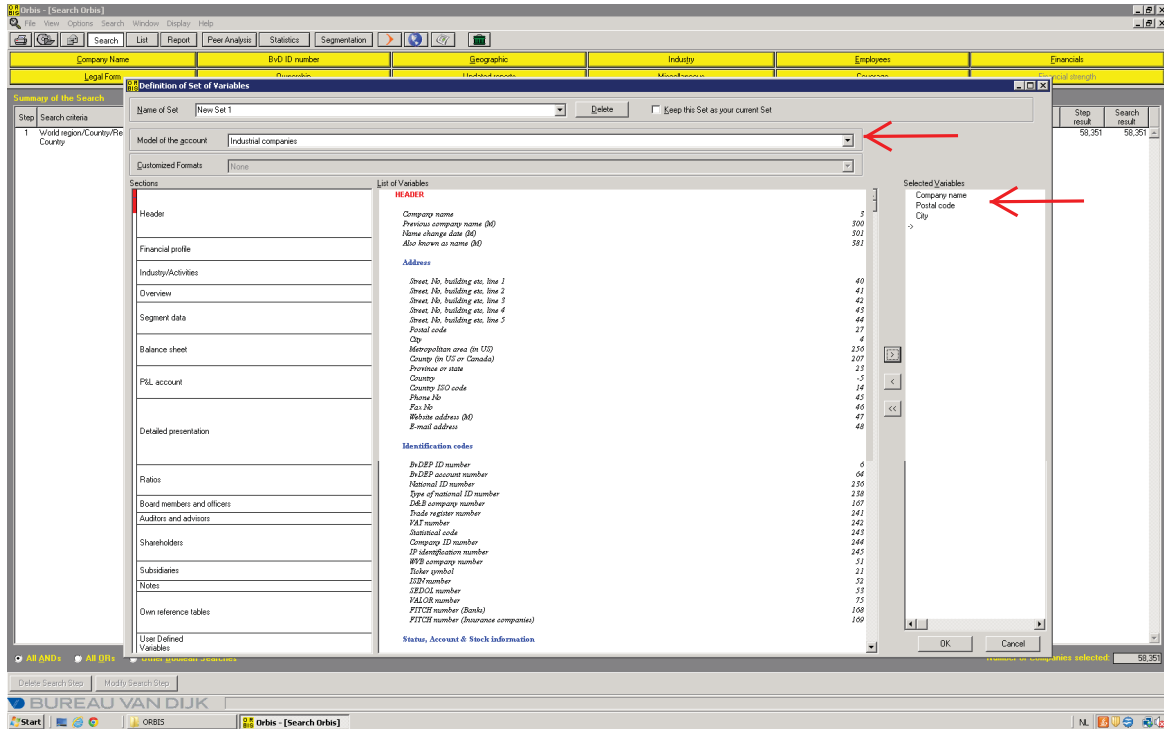 Orbis - [Search Orbis]
File View Options Search Window Display Help
Search List Report Peer Analysis Statistics Segmentation
Company Name BvD ID number Geographic Industry Employees Financials
Legal Form Ownership Updated reports Miscellaneous Coverage Financial strength
Summary of the Search
Step Search criteria Step result Search result
1 World region/Country/Re 58,351 58,351
Country
Definition of Set of Variables
Name of Set New Set 1 Delete Keep this Set as your current Set
Model of the account Industrial companies
Customized Formats None
Sections
Header
Financial profile
Industry/Activities
Overview
Segment data
Balance sheet
P&L account
Detailed presentation
Ratios
Board members and officers
Auditors and advisors
Shareholders
Subsidiaries
Notes
Own reference tables
User Defined
Variables
List of Variables
HEADER
Company name 3
Previous company name (M) 300
Name change date (M) 301
Also known as name (M) 381
Address
Street, No, building etc, line 1 40
Street, No, building etc, line 2 41
Street, No, building etc, line 3 42
Street, No, building etc, line 4 43
Street, No, building etc, line 5 44
Postal code 27
City 4
Metropolitan area (in US) 256
County (in US or Canada) 207
Province or state 23
Country -5
Country ISO code 14
Phone No 45
Fax No 46
Website address (M) 47
E-mail address 48
Identification codes
BvDEP ID number 6
BvDEP account number 64
National ID number 236
Type of national ID number 238
D&B company number 167
Trade register number 241
VAT number 242
Statistical code 243
Company ID number 244
IP identification number 245
WVB company number 51
Ticker symbol 21
ISIN number 52
SEDOL number 53
VALOR number 75
FITCH number (Banks) 168
FITCH number (Insurance companies) 169
Status, Account & Stock information
> < <<
Selected Variables
Company name
Postal code
City
->
OK Cancel
All ANDs All ORs Other Boolean Searches Number of Companies selected: 58,351
Delete Search Step Modify Search Step
BUREAU VAN DIJK
Start ORBIS Orbis - [Search Orbis] NL